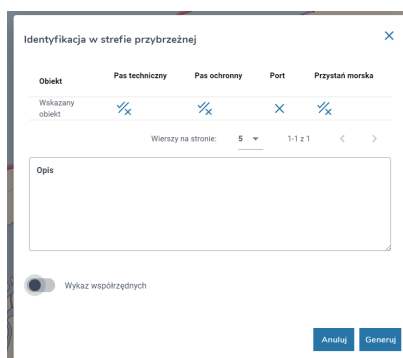 Identyfikacja w strefie przybrzeżnej
Obiekt Pas techniczny Pas ochronny Port Przystań morska
Wskazany
obiekt
Wierszy na stronie: 5 1-1 z 1
Opis
Wykaz współrzędnych
Anuluj Generuj